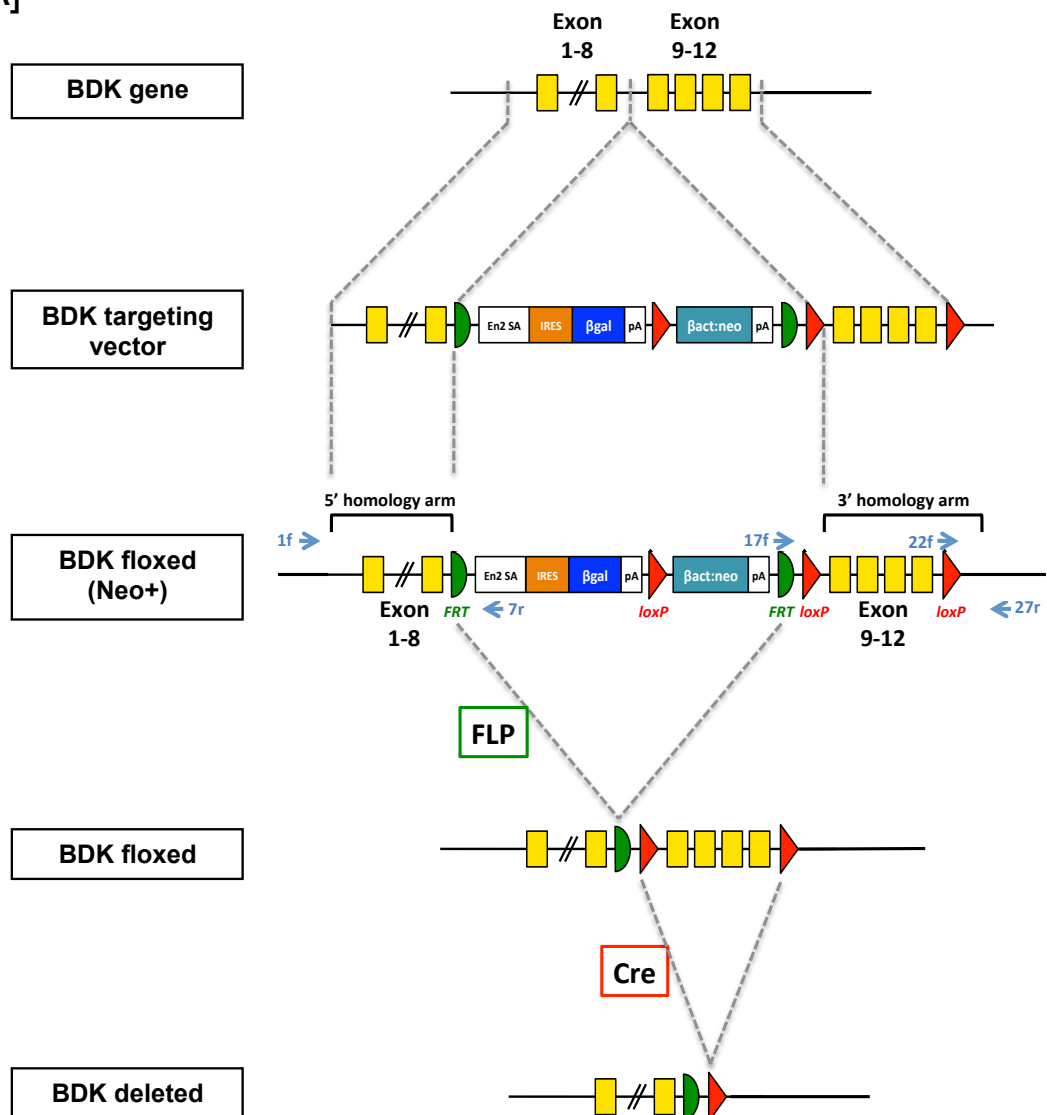 Exon
1-8
Exon
9-12
BDK gene
BDK targeting
vector
En2 SA
IRES
βgal
pA
βact:neo
pA
5' homology arm
3' homology arm
BDK floxed
(Neo+)
1f
17f
22f
En2 SA
IRES
βgal
pA
βact:neo
pA
Exon
1-8
FRT
7r
loxP
FRT
loxP
Exon
9-12
loxP
27r
FLP
BDK floxed
Cre
BDK deleted